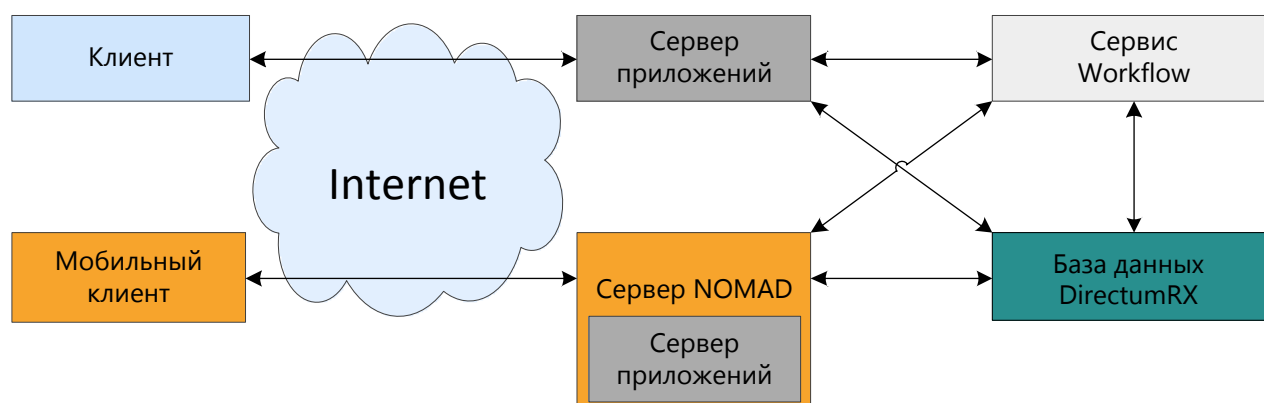 Клиент
Сервер
приложений
Сервис
Workflow
Internet
Мобильный
клиент
Сервер NOMAD
Сервер
приложений
База данных
DirectumRX